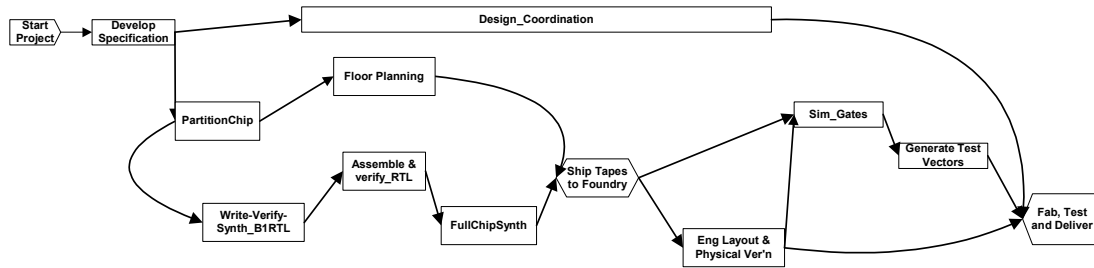 Start
Project
Develop
Specification
Design_Coordination
Floor Planning
PartitionChip
Sim_Gates
Generate Test
Vectors
Assemble &
verify_RTL
Ship Tapes
to Foundry
Write-Verify-
Synth_B1RTL
FullChipSynth
Eng Layout &
Physical Ver'n
Fab, Test
and Deliver